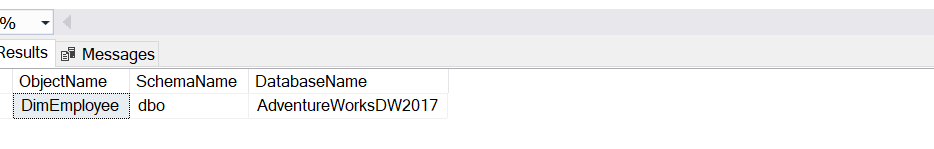 %
Results Messages
ObjectName SchemaName DatabaseName
DimEmployee dbo AdventureWorksDW2017